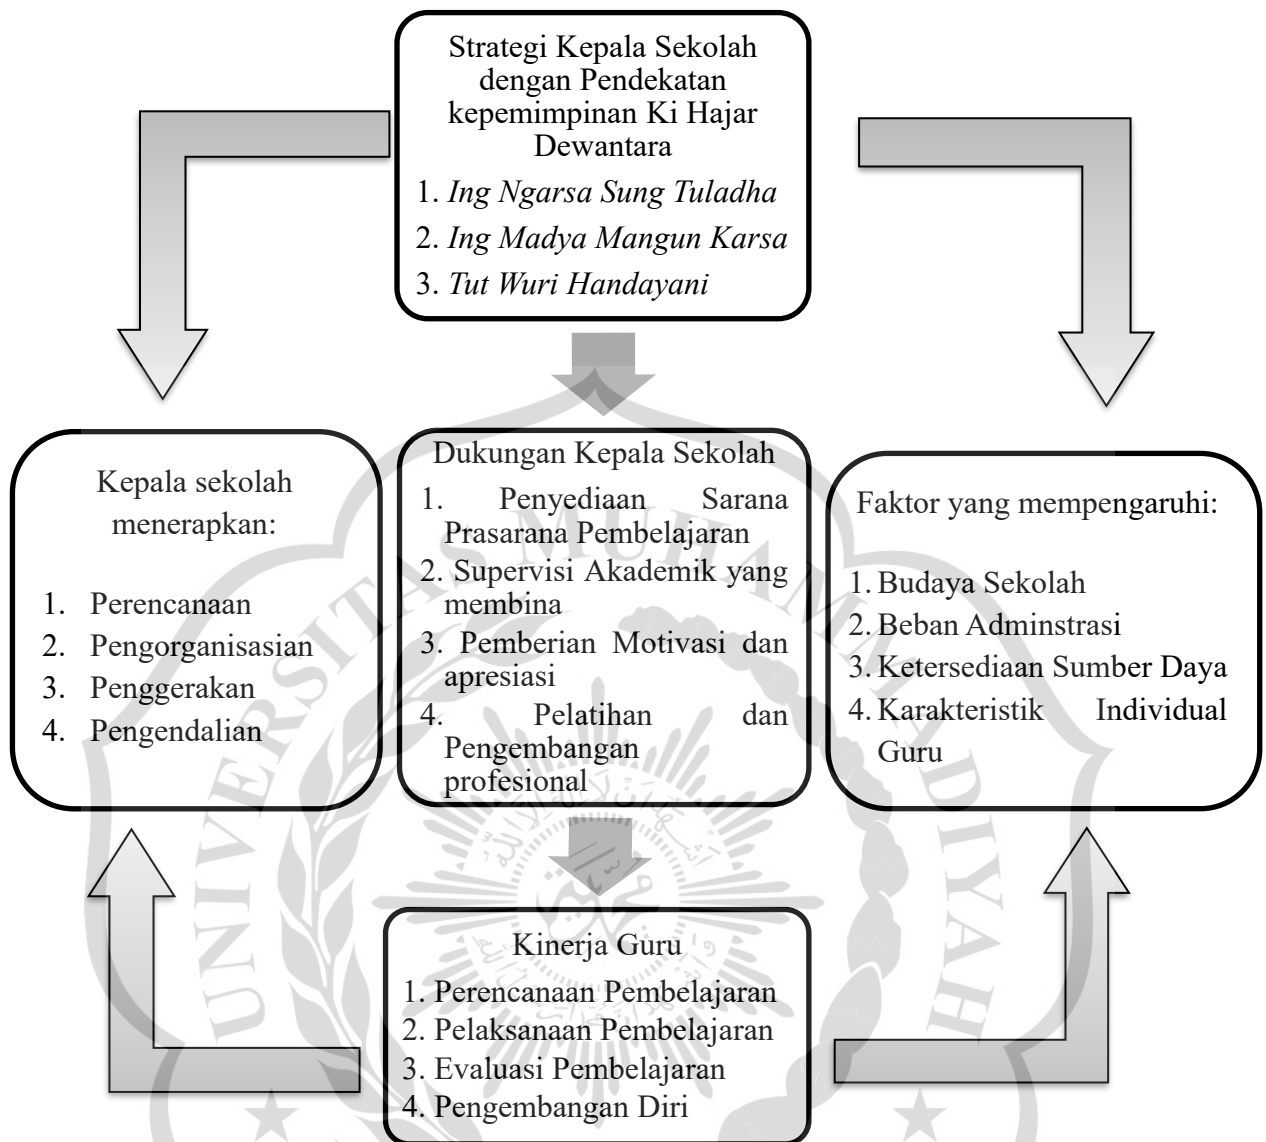 Strategi Kepala Sekolah
dengan Pendekatan
kepemimpinan Ki Hajar
Dewantara
1. Ing Ngarsa Sung Tuladha
2. Ing Madya Mangun Karsa
3. Tut Wuri Handayani
Kepala sekolah
menerapkan:
1. Perencanaan
2. Pengorganisasian
3. Penggerakan
4. Pengendalian
Dukungan Kepala Sekolah
1. Penyediaan Sarana
Prasarana Pembelajaran
2. Supervisi Akademik yang
membina
3. Pemberian Motivasi dan
apresiasi
4. Pelatihan dan
Pengembangan
profesional
Faktor yang mempengaruhi:
1. Budaya Sekolah
2. Beban Adminstrasi
3. Ketersediaan Sumber Daya
4. Karakteristik Individual
Guru
Kinerja Guru
1. Perencanaan Pembelajaran
2. Pelaksanaan Pembelajaran
3. Evaluasi Pembelajaran
4. Pengembangan Diri
UNIVERSITAS MUHAMMADIYAH